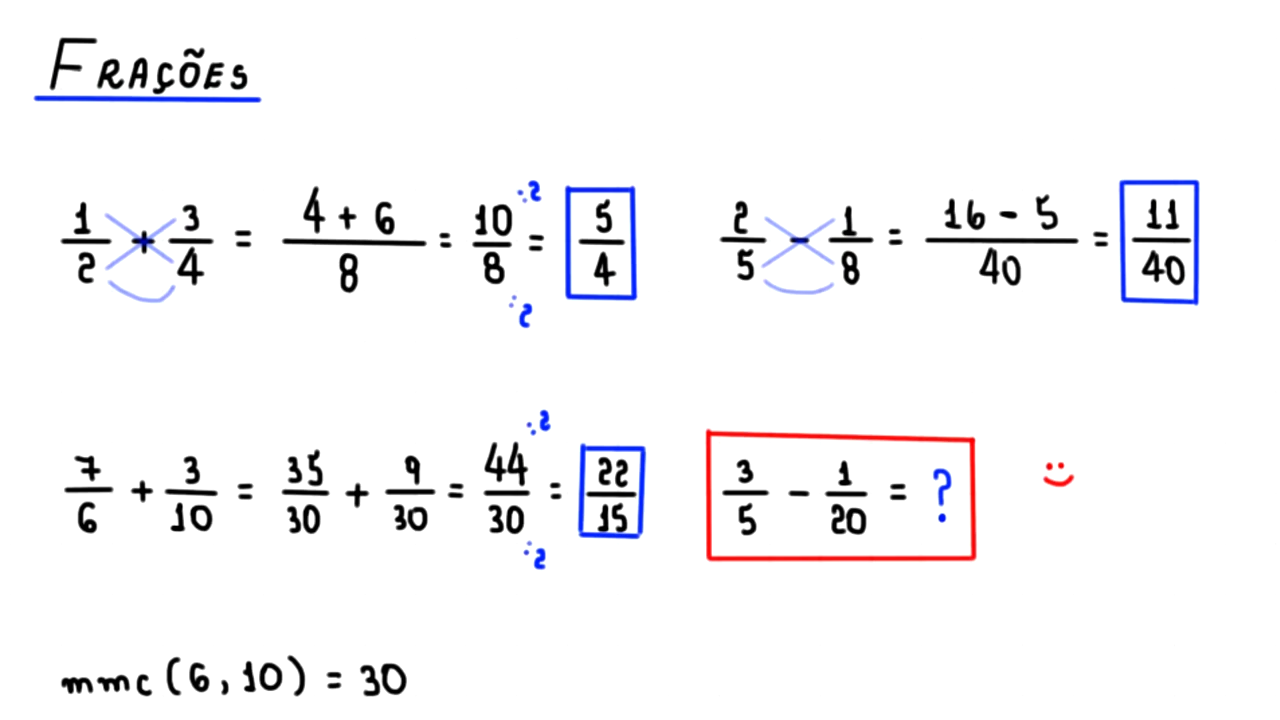 FRAÇÕES
1/2 + 3/4 = (4 + 6)/8 = 10/8 = 5/4
:2
:2
2/5 - 1/8 = (16 - 5)/40 = 11/40
7/6 + 3/10 = 35/30 + 9/30 = 44/30 = 22/15
:2
:2
3/5 - 1/20 = ?
mmc (6, 10) = 30